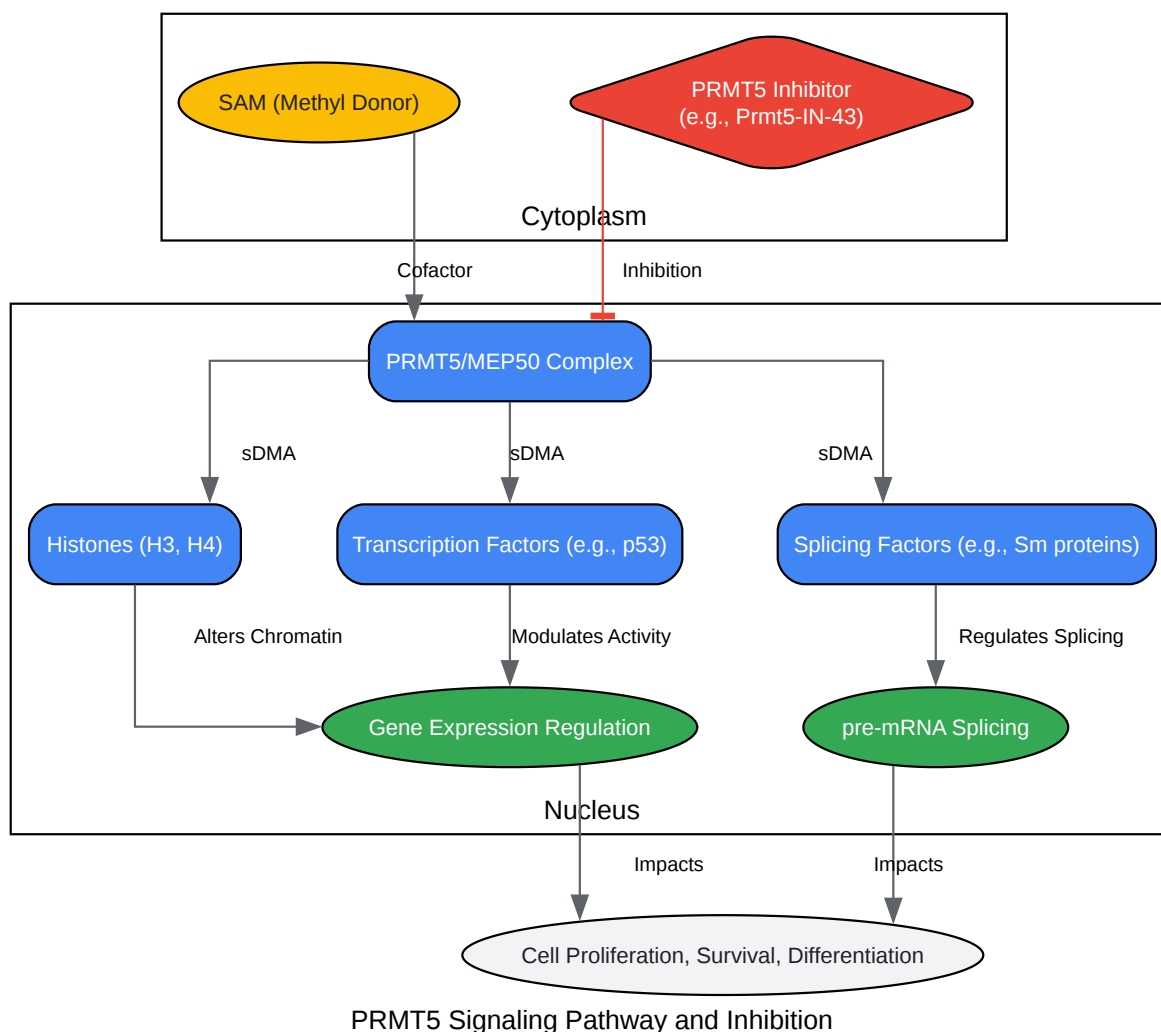 SAM (Methyl Donor)
PRMT5 Inhibitor
(e.g., Prmt5-IN-43)
Cytoplasm
Cofactor
Inhibition
PRMT5/MEP50 Complex
sDMA
sDMA
sDMA
Histones (H3, H4)
Transcription Factors (e.g., p53)
Splicing Factors (e.g., Sm proteins)
Alters Chromatin
Modulates Activity
Regulates Splicing
Gene Expression Regulation
pre-mRNA Splicing
Nucleus
Impacts
Impacts
Cell Proliferation, Survival, Differentiation
PRMT5 Signaling Pathway and Inhibition